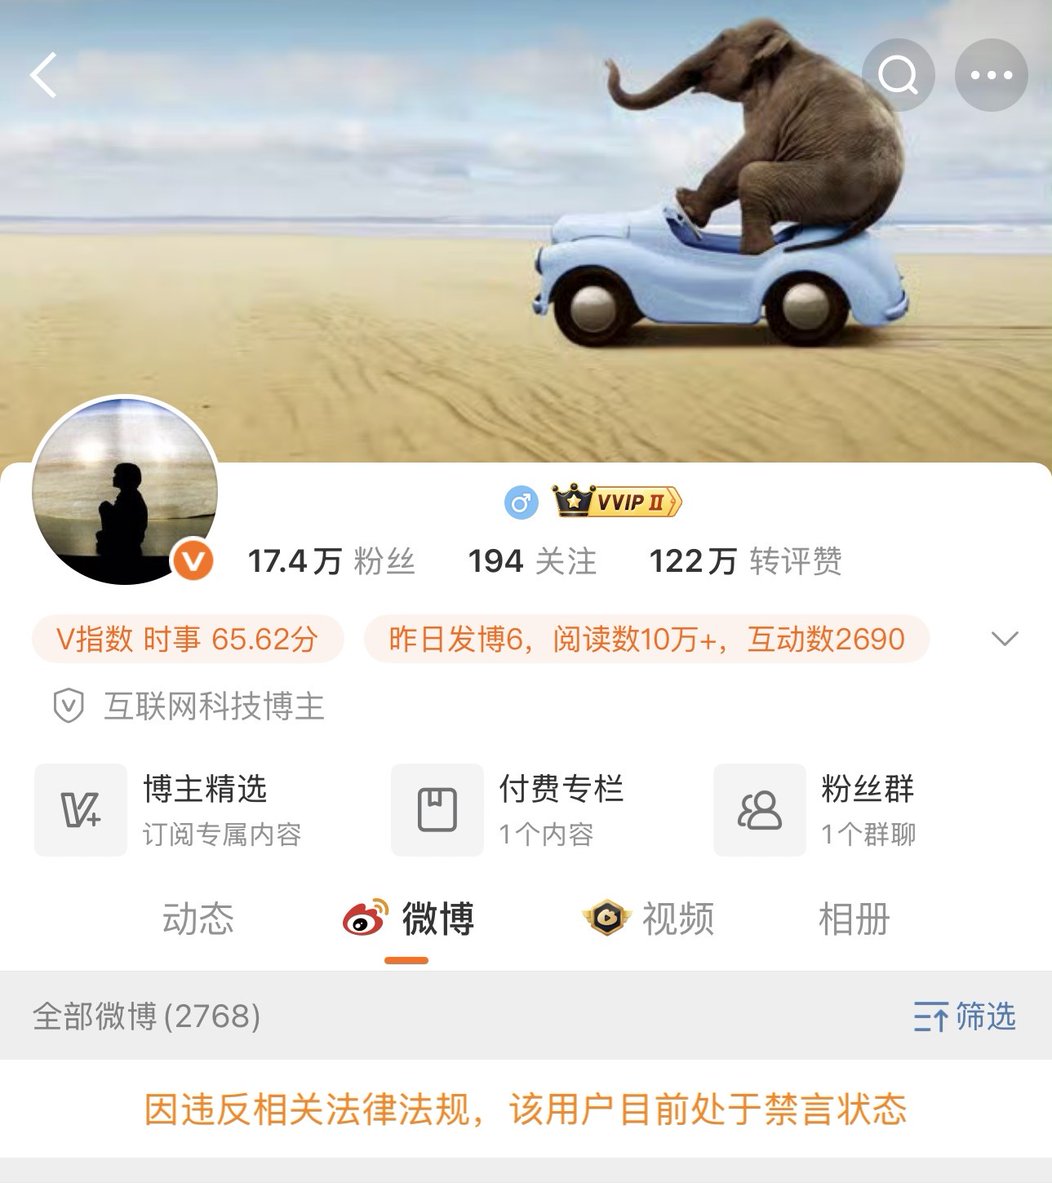 VVIP II
17.4万 粉丝 194 关注 122万 转评赞
V指数 时事 65.62分 昨日发博6，阅读数10万+，互动数2690
互联网科技博主
博主精选 付费专栏 粉丝群
订阅专属内容 1个内容 1个群聊
动态 微博 视频 相册
全部微博(2768) 筛选
因违反相关法律法规，该用户目前处于禁言状态